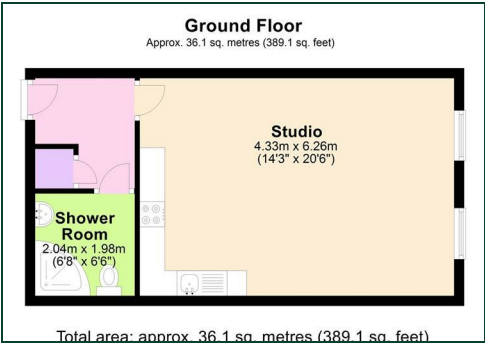 Ground Floor
Approx. 36.1 sq. metres (389.1 sq. feet)
Studio
4.33m x 6.26m
(14'3" x 20'6")
Shower
Room
2.04m x 1.98m
(6'8" x 6'6")
Total area: approx. 36.1 sq. metres (389.1 sq. feet)